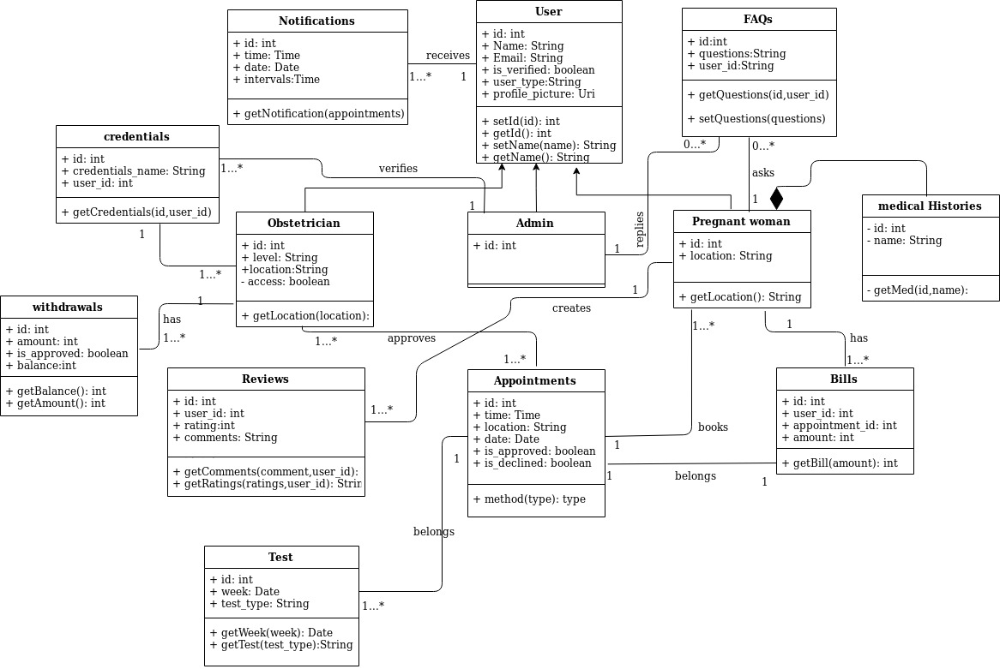 Notifications
+ id: int
+ time: Time
+ date: Date
+ intervals:Time
+ getNotification(appointments)
User
+ id: int
+ Name: String
+ Email: String
+ is_verified: boolean
+ user_type:String
+ profile_picture: Uri
+ setId(id): int
+ getId(): int
+ setName(name): String
+ getName(): String
FAQs
+ id:int
+ questions:String
+ user_id:String
+ getQuestions(id,user_id)
+ setQuestions(questions)
receives
1...*
1
credentials
+ id: int
+ credentials_name: String
+ user_id: int
+ getCredentials(id,user_id)
1...*
verifies
1
0...*
0...*
asks
1
replies
1
1
1...*
Obstetrician
+ id: int
+ level: String
+location:String
- access: boolean
+ getLocation(location):
Admin
+ id: int
Pregnant woman
+ id: int
+ location: String
+ getLocation(): String
medical Histories
- id: int
- name: String
- getMed(id,name):
withdrawals
+ id: int
+ amount: int
+ is_approved: boolean
+ balance:int
+ getBalance(): int
+ getAmount(): int
1
has
1...*
1
creates
1...*
1...*
approves
1...*
1...*
books
1
1
has
1...*
Reviews
+ id: int
+ user_id: int
+ rating:int
+ comments: String
+ getComments(comment,user_id):
+ getRatings(ratings,user_id): Strin
Appointments
+ id: int
+ time: Time
+ location: String
+ date: Date
+ is_approved: boolean
+ is_declined: boolean
+ method(type): type
Bills
+ id: int
+ user_id: int
+ appointment_id: int
+ amount: int
+ getBill(amount): int
1
belongs
1
1
belongs
1...*
Test
+ id: int
+ week: Date
+ test_type: String
+ getWeek(week): Date
+ getTest(test_type):String